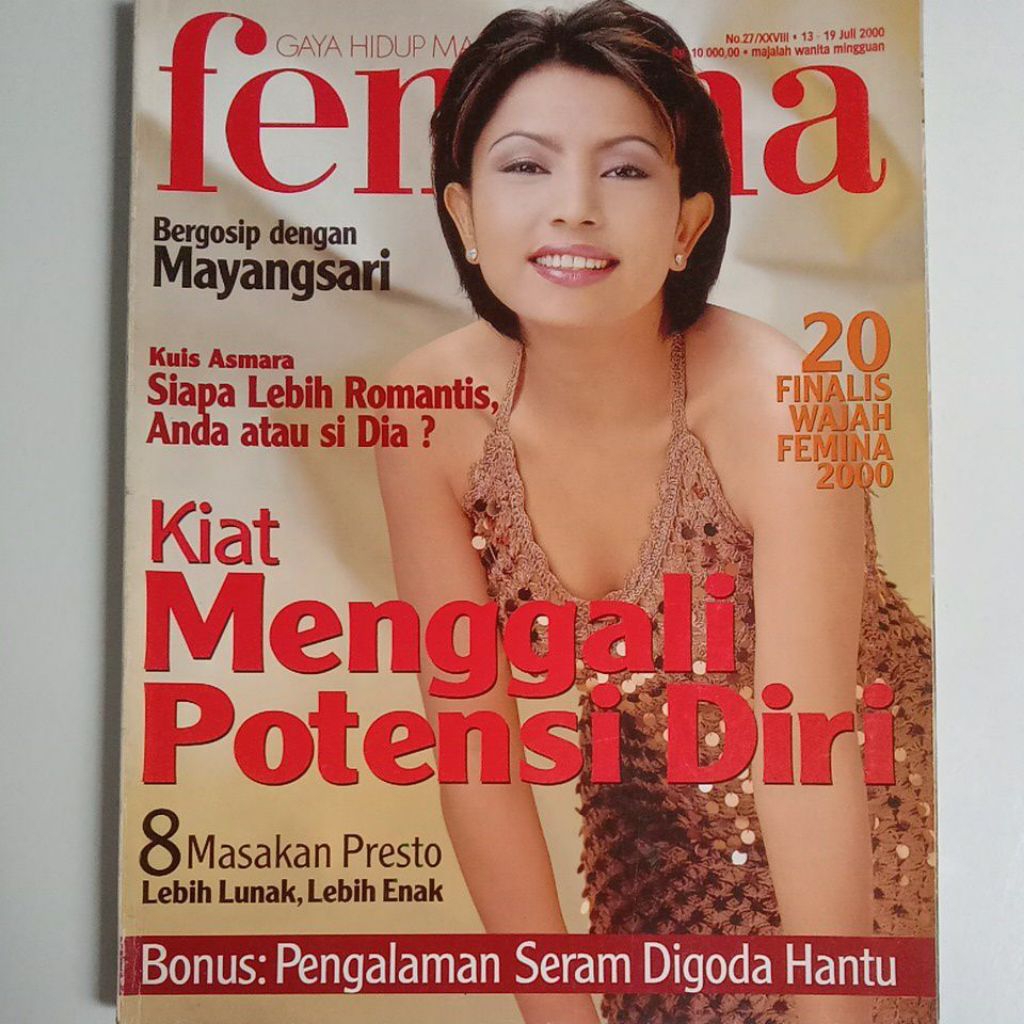 GAYA HIDUP
No.27/XXVIII • 13 - 19 Juli 2000
Rp 10.000,00 • majalah wanita mingguan
femina
Bergosip dengan
Mayangsari
Kuis Asmara
Siapa Lebih Romantis,
Anda atau si Dia ?
20
FINALIS
WAJAH
FEMINA
2000
Kiat
Menggali
Potensi Diri
8 Masakan Presto
Lebih Lunak, Lebih Enak
Bonus: Pengalaman Seram Digoda Hantu